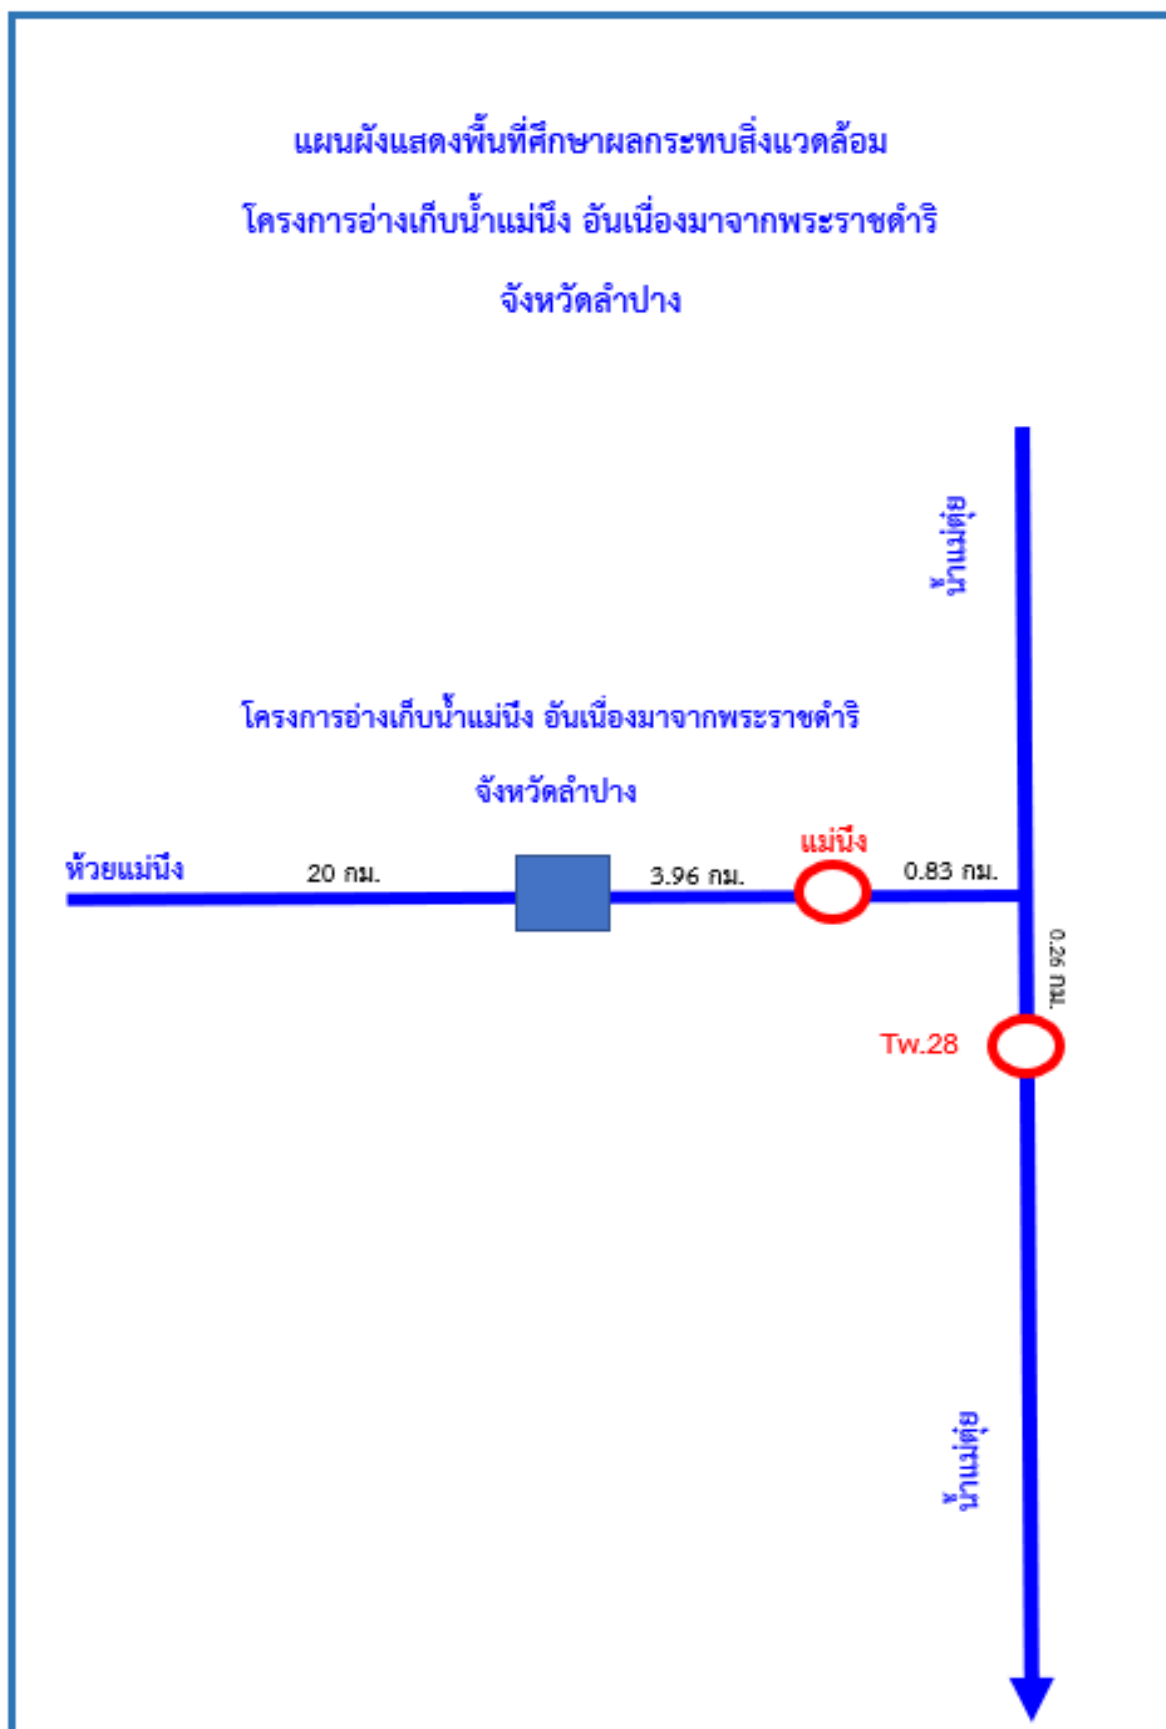 แผนผังแสดงพื้นที่ศึกษาผลกระทบสิ่งแวดล้อม
โครงการอ่างเก็บน้ำแม่นึง อันเนื่องมาจากพระราชดำริ
จังหวัดลำปาง
น้ำแม่ตุ๋ย
โครงการอ่างเก็บน้ำแม่นึง อันเนื่องมาจากพระราชดำริ
จังหวัดลำปาง
ห้วยแม่นึง
20 กม.
3.96 กม.
แม่นึง
0.83 กม.
0.26 กม.
Tw.28
น้ำแม่ตุ๋ย